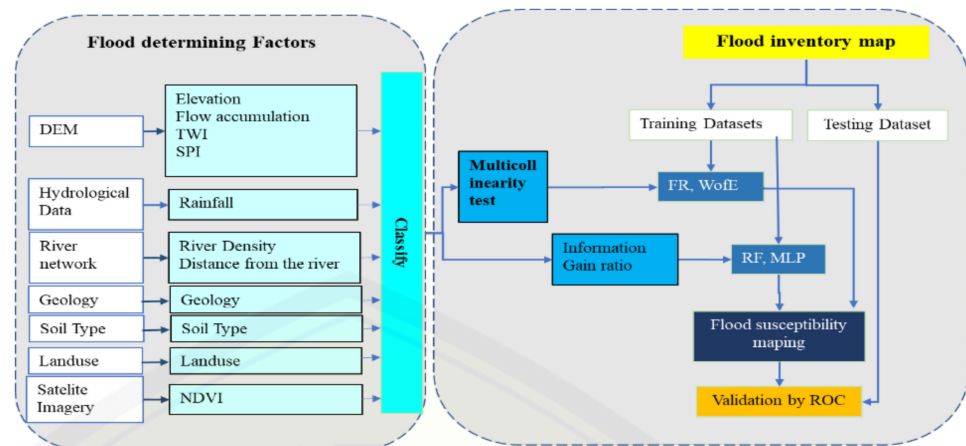 Flood determining Factors
DEM
Elevation
Flow accumulation
TWI
SPI
Hydrological
Data
Rainfall
River
network
River Density
Distance from the river
Geology
Geology
Soil Type
Soil Type
Landuse
Landuse
Satelite
Imagery
NDVI
Classify
Flood inventory map
Training Datasets
Testing Dataset
Multicoll
inearity
test
FR, WofE
Information
Gain ratio
RF, MLP
Flood susceptibility
maping
Validation by ROC